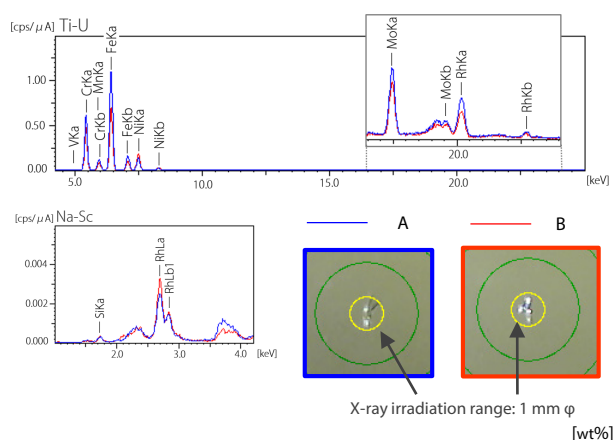 [cps/μA] Ti-U
1.00
0.50
0.00
VKa
CrKa
CrKb
MnKa
FeKa
FeKb
NiKa
NiKb
5.0 10.0 15.0 20.0 [keV]
MoKa
MoKb
RhKa
RhKb
20.0
[cps/μA] Na-Sc
0.004
0.002
0.000
SiKa
RhLa
RhLb1
2.0 3.0 4.0 [keV]
A B
X-ray irradiation range: 1 mm φ
[wt%]